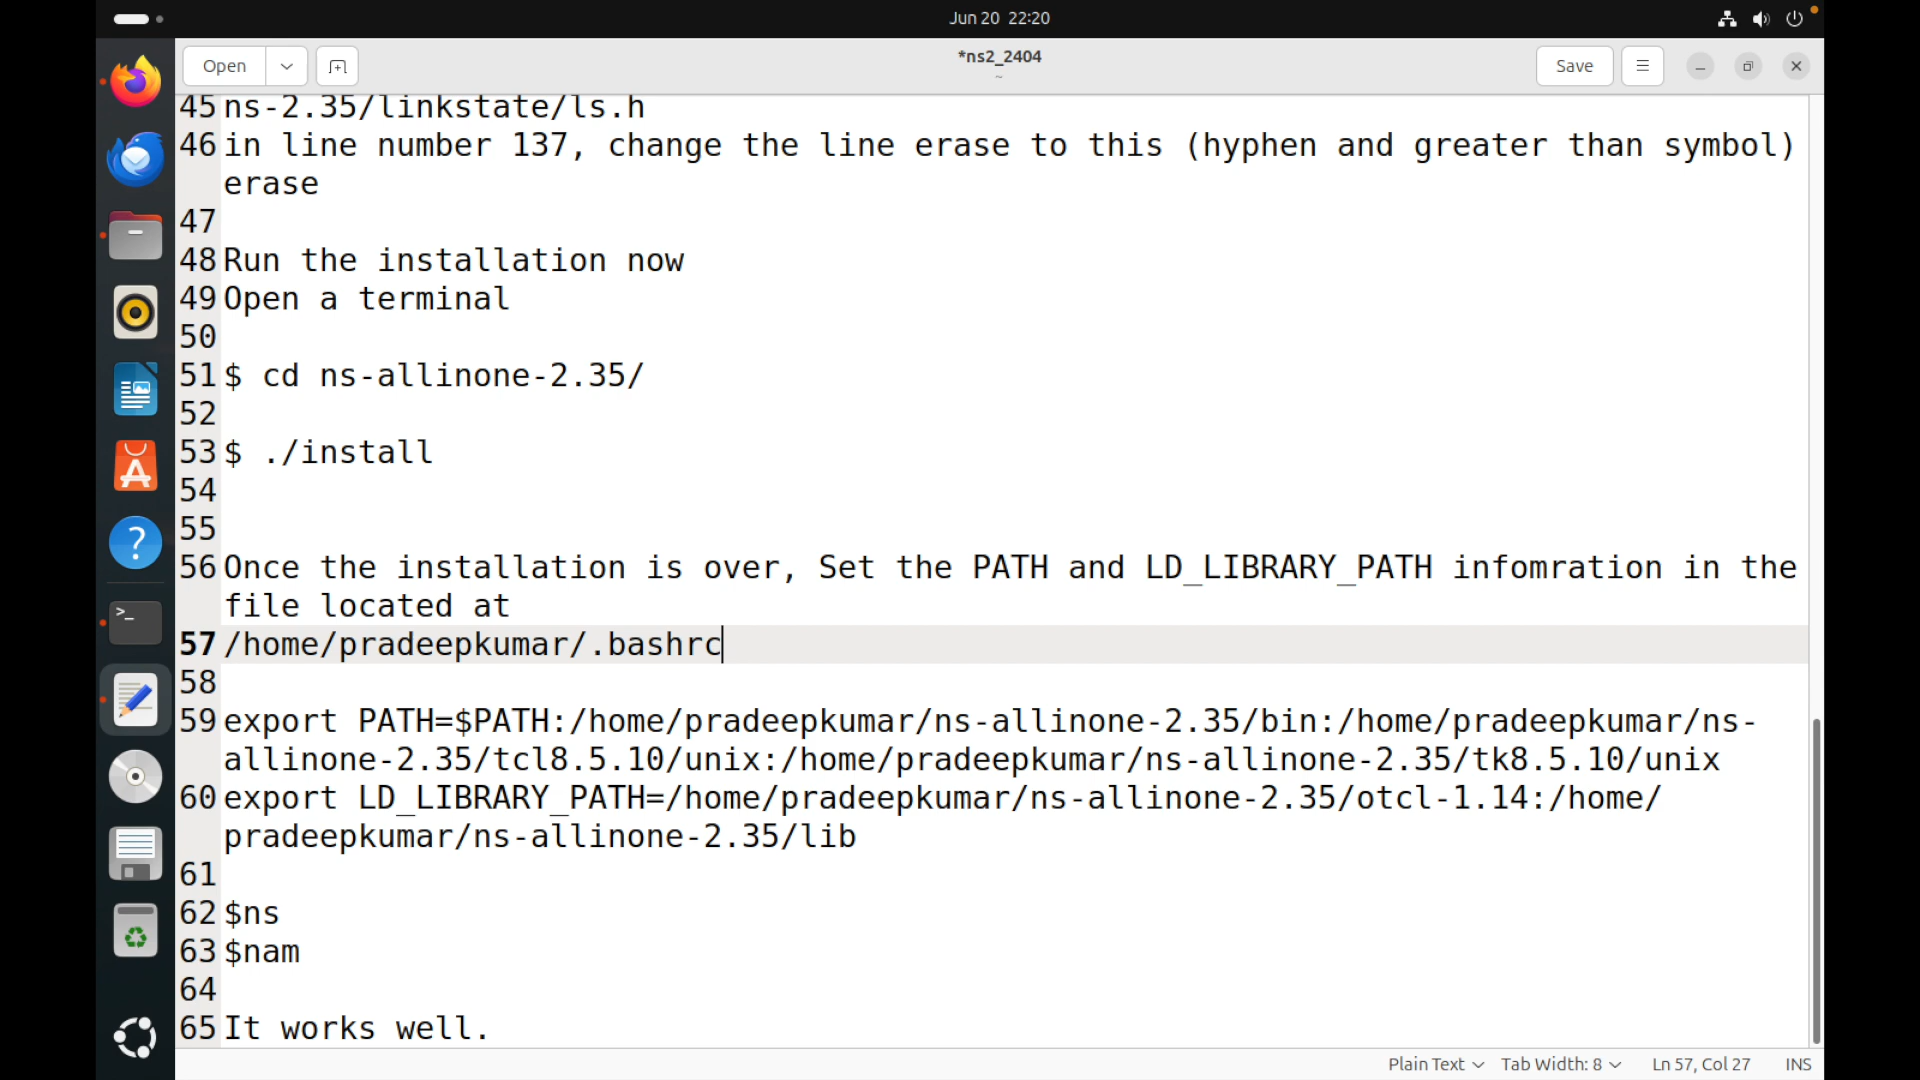 Jun 20 22:20
Open
*ns2_2404
~
Save
45 ns-2.35/linkstate/ls.h
46 in line number 137, change the line erase to this (hyphen and greater than symbol)
erase
47
48 Run the installation now
49 Open a terminal
50
51 $ cd ns-allinone-2.35/
52
53 $ ./install
54
55
56 Once the installation is over, Set the PATH and LD_LIBRARY_PATH infomration in the
file located at
57 /home/pradeepkumar/.bashrc
58
59 export PATH=$PATH:/home/pradeepkumar/ns-allinone-2.35/bin:/home/pradeepkumar/ns-
allinone-2.35/tcl8.5.10/unix:/home/pradeepkumar/ns-allinone-2.35/tk8.5.10/unix
60 export LD_LIBRARY_PATH=/home/pradeepkumar/ns-allinone-2.35/otcl-1.14:/home/
pradeepkumar/ns-allinone-2.35/lib
61
62 $ns
63 $nam
64
65 It works well.
Plain Text Tab Width: 8 Ln 57, Col 27 INS